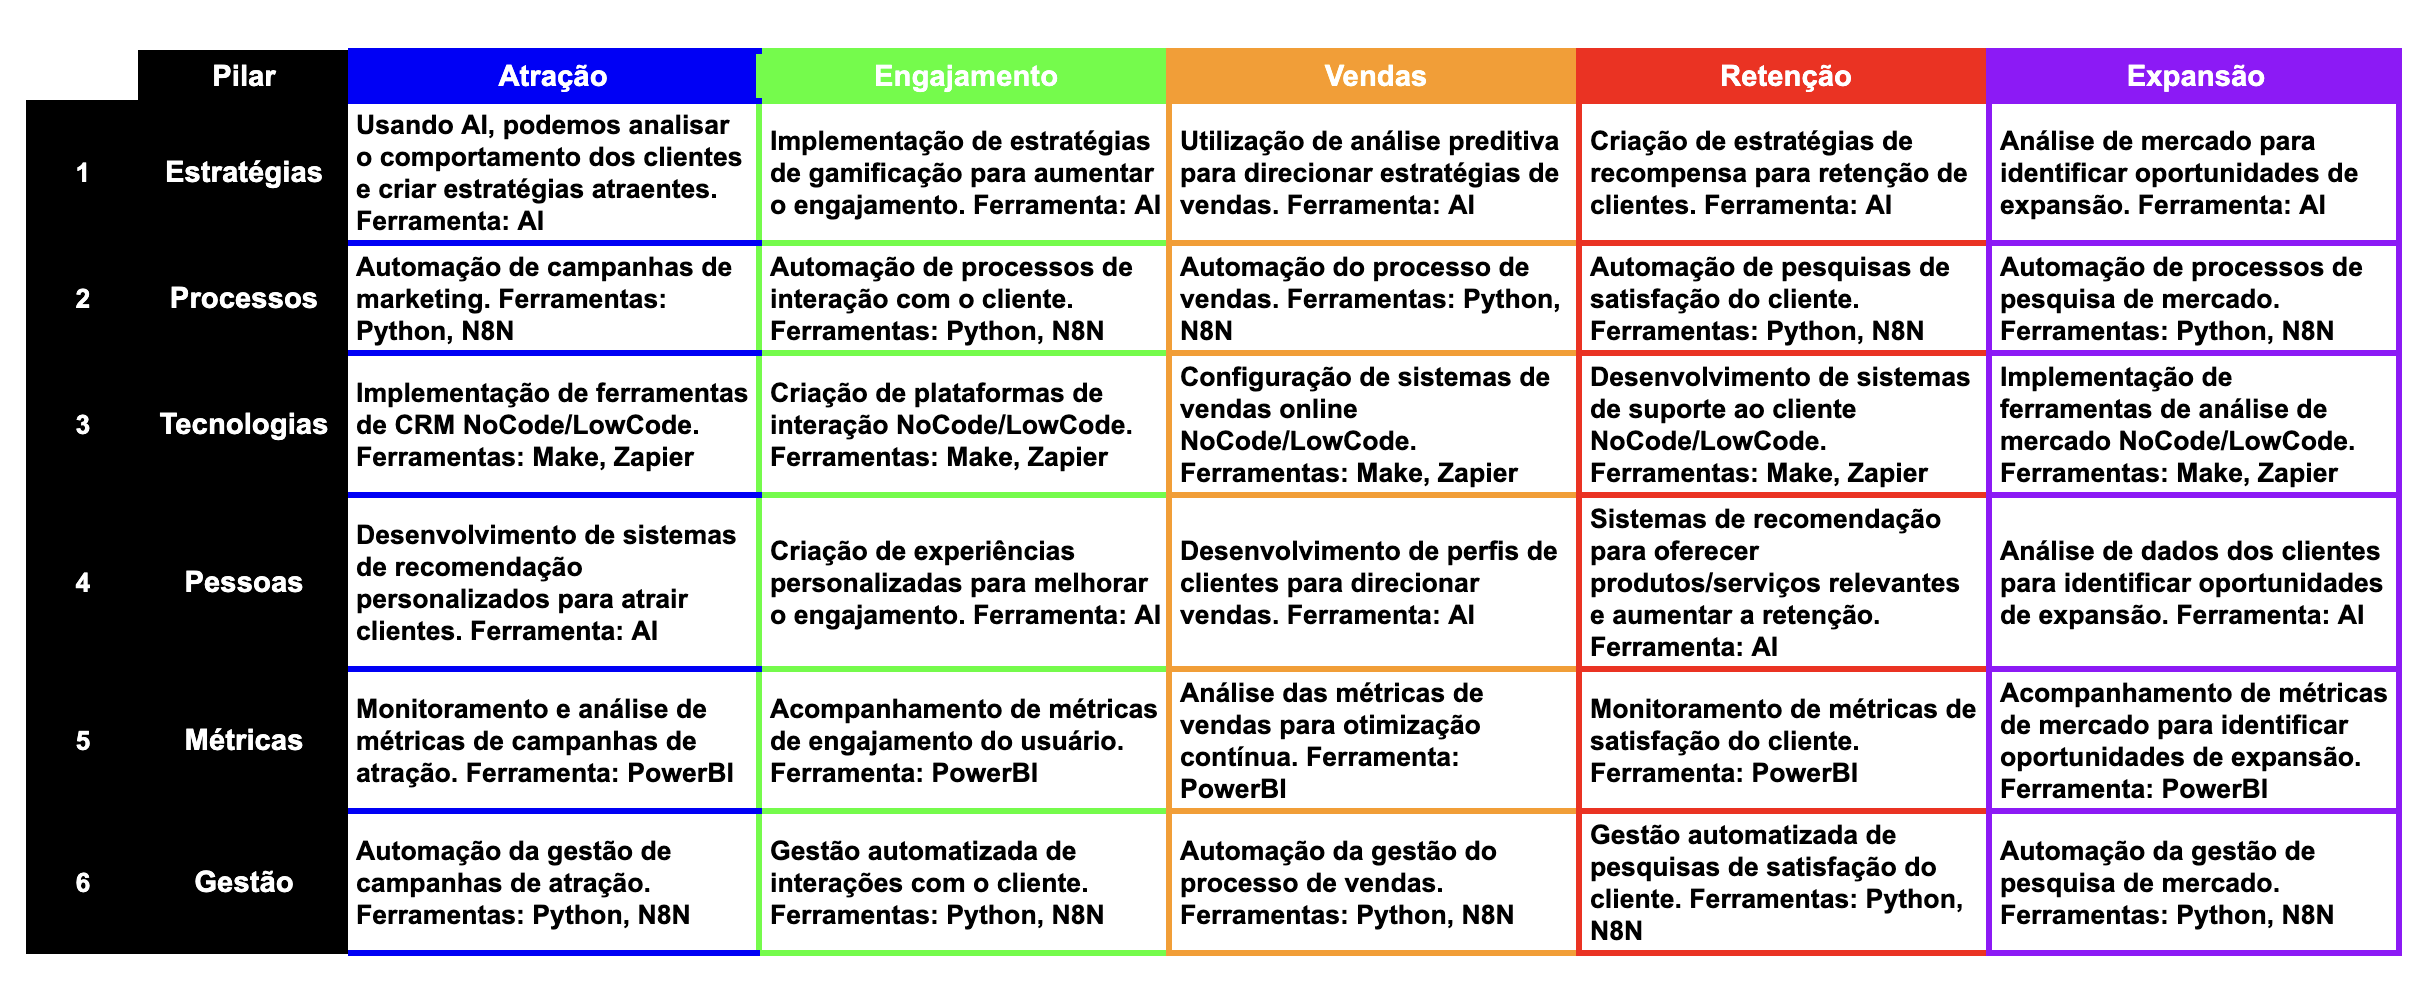 Pilar
Atração
Engajamento
Vendas
Retenção
Expansão
1
Estratégias
Usando AI, podemos analisar
o comportamento dos clientes
e criar estratégias atraentes.
Ferramenta: AI
Implementação de estratégias
de gamificação para aumentar
o engajamento. Ferramenta: AI
Utilização de análise preditiva
para direcionar estratégias de
vendas. Ferramenta: AI
Criação de estratégias de
recompensa para retenção de
clientes. Ferramenta: AI
Análise de mercado para
identificar oportunidades de
expansão. Ferramenta: AI
2
Processos
Automação de campanhas de
marketing. Ferramentas:
Python, N8N
Automação de processos de
interação com o cliente.
Ferramentas: Python, N8N
Automação do processo de
vendas. Ferramentas: Python,
N8N
Automação de pesquisas de
satisfação do cliente.
Ferramentas: Python, N8N
Automação de processos de
pesquisa de mercado.
Ferramentas: Python, N8N
3
Tecnologias
Implementação de ferramentas
de CRM NoCode/LowCode.
Ferramentas: Make, Zapier
Criação de plataformas de
interação NoCode/LowCode.
Ferramentas: Make, Zapier
Configuração de sistemas de
vendas online
NoCode/LowCode.
Ferramentas: Make, Zapier
Desenvolvimento de sistemas
de suporte ao cliente
NoCode/LowCode.
Ferramentas: Make, Zapier
Implementação de
ferramentas de análise de
mercado NoCode/LowCode.
Ferramentas: Make, Zapier
4
Pessoas
Desenvolvimento de sistemas
de recomendação
personalizados para atrair
clientes. Ferramenta: AI
Criação de experiências
personalizadas para melhorar
o engajamento. Ferramenta: AI
Desenvolvimento de perfis de
clientes para direcionar
vendas. Ferramenta: AI
Sistemas de recomendação
para oferecer
produtos/serviços relevantes
e aumentar a retenção.
Ferramenta: AI
Análise de dados dos clientes
para identificar oportunidades
de expansão. Ferramenta: AI
5
Métricas
Monitoramento e análise de
métricas de campanhas de
atração. Ferramenta: PowerBI
Acompanhamento de métricas
de engajamento do usuário.
Ferramenta: PowerBI
Análise das métricas de
vendas para otimização
contínua. Ferramenta:
PowerBI
Monitoramento de métricas de
satisfação do cliente.
Ferramenta: PowerBI
Acompanhamento de métricas
de mercado para identificar
oportunidades de expansão.
Ferramenta: PowerBI
6
Gestão
Automação da gestão de
campanhas de atração.
Ferramentas: Python, N8N
Gestão automatizada de
interações com o cliente.
Ferramentas: Python, N8N
Automação da gestão do
processo de vendas.
Ferramentas: Python, N8N
Gestão automatizada de
pesquisas de satisfação do
cliente. Ferramentas: Python,
N8N
Automação da gestão de
pesquisa de mercado.
Ferramentas: Python, N8N